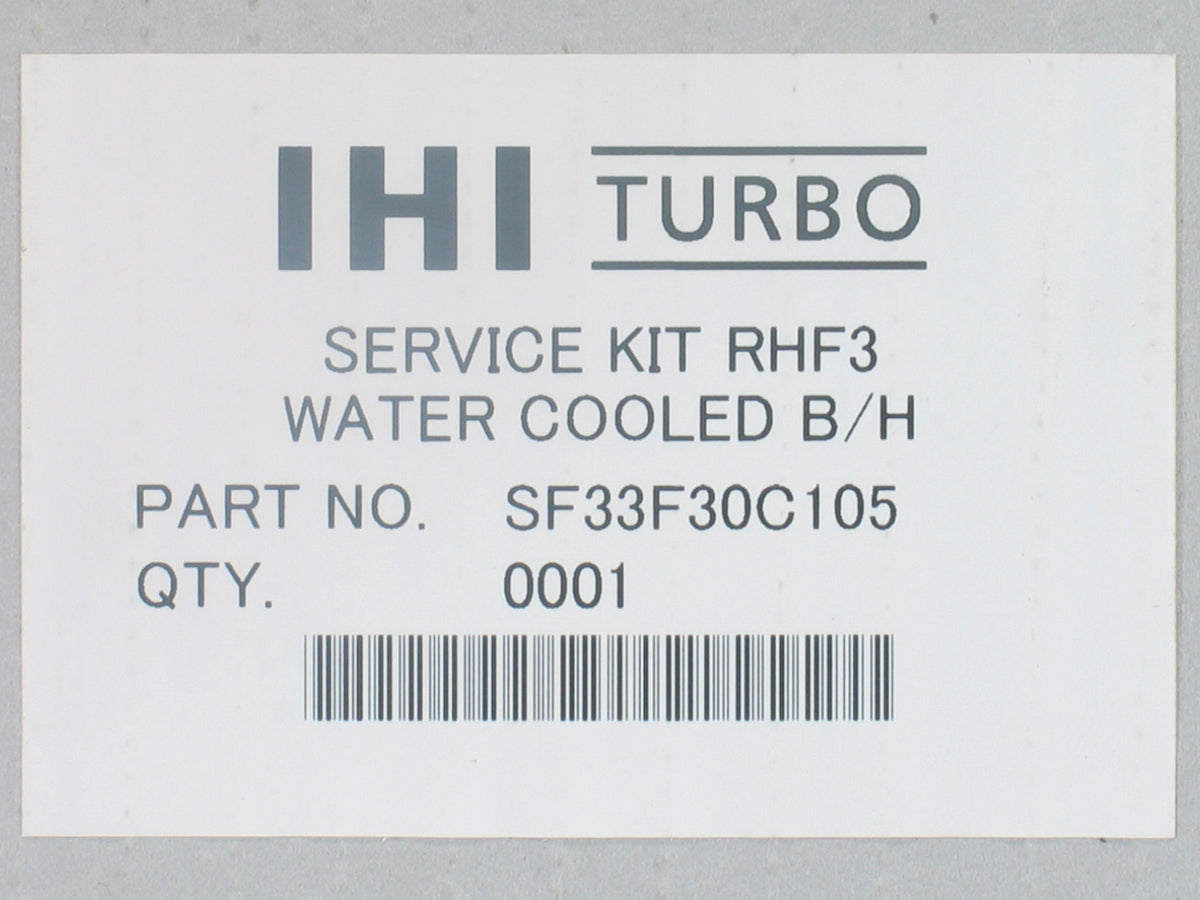 IHI TURBO
SERVICE KIT RHF3
WATER COOLED B/H
PART NO. SF33F30C105
QTY. 0001